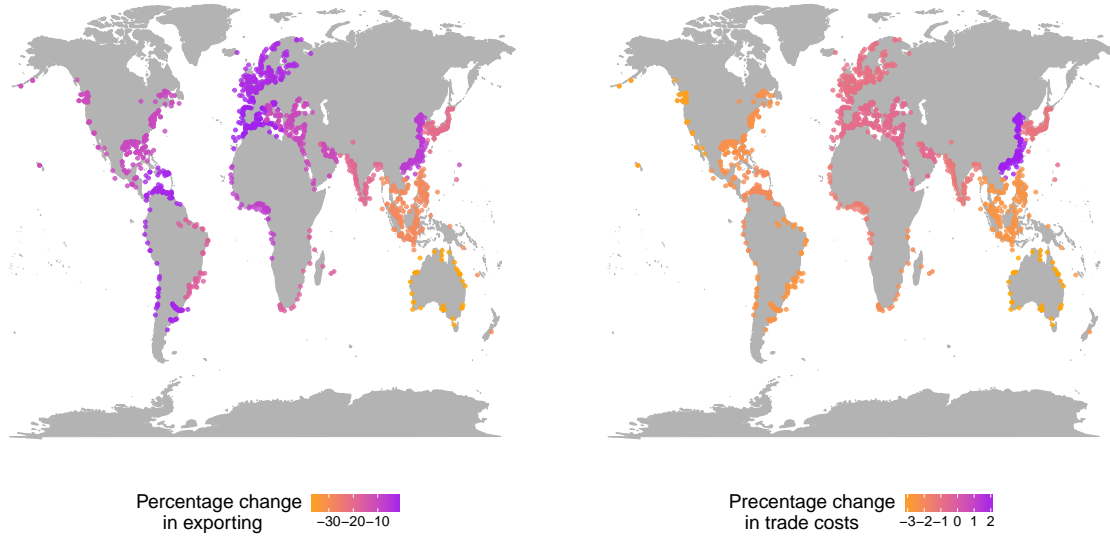 Percentage change
in exporting
−30−20−10
Precentage change
in trade costs
−3−2−1 0 1 2